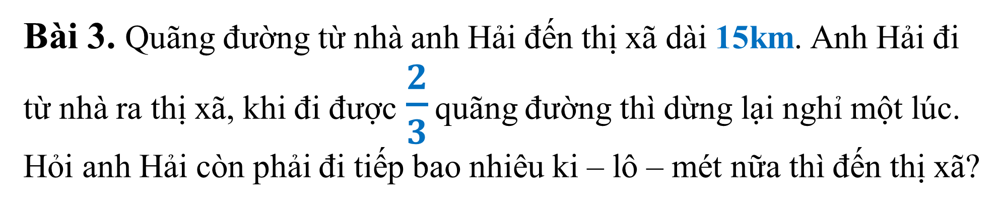 Bài 3. Quãng đường từ nhà anh Hải đến thị xã dài 15km. Anh Hải đi
từ nhà ra thị xã, khi đi được 2/3 quãng đường thì dừng lại nghỉ một lúc.
Hỏi anh Hải còn phải đi tiếp bao nhiêu ki – lô – mét nữa thì đến thị xã?